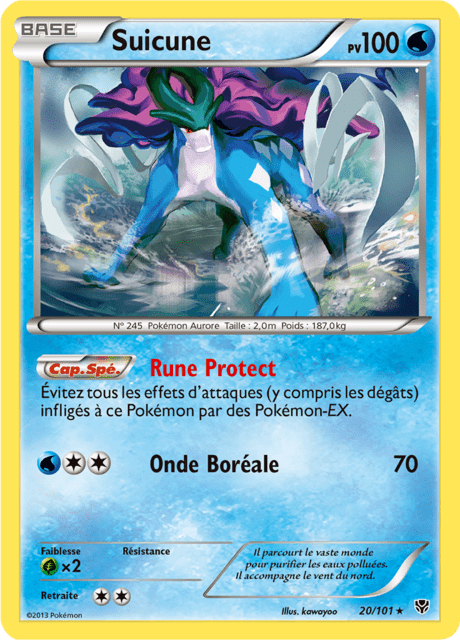 BASE
Suicune
PV100
N° 245 Pokémon Aurore Taille : 2,0m Poids : 187,0kg
Cap. Spé. Rune Protect
Évitez tous les effets d'attaques (y compris les dégâts)
infligés à ce Pokémon par des Pokémon-EX.
Onde Boréale 70
Faiblesse Résistance
×2
Retraite
Il parcourt le vaste monde
pour purifier les eaux polluées.
Il accompagne le vent du nord.
Illus. kawayoo 20/101 ★
©2013 Pokémon